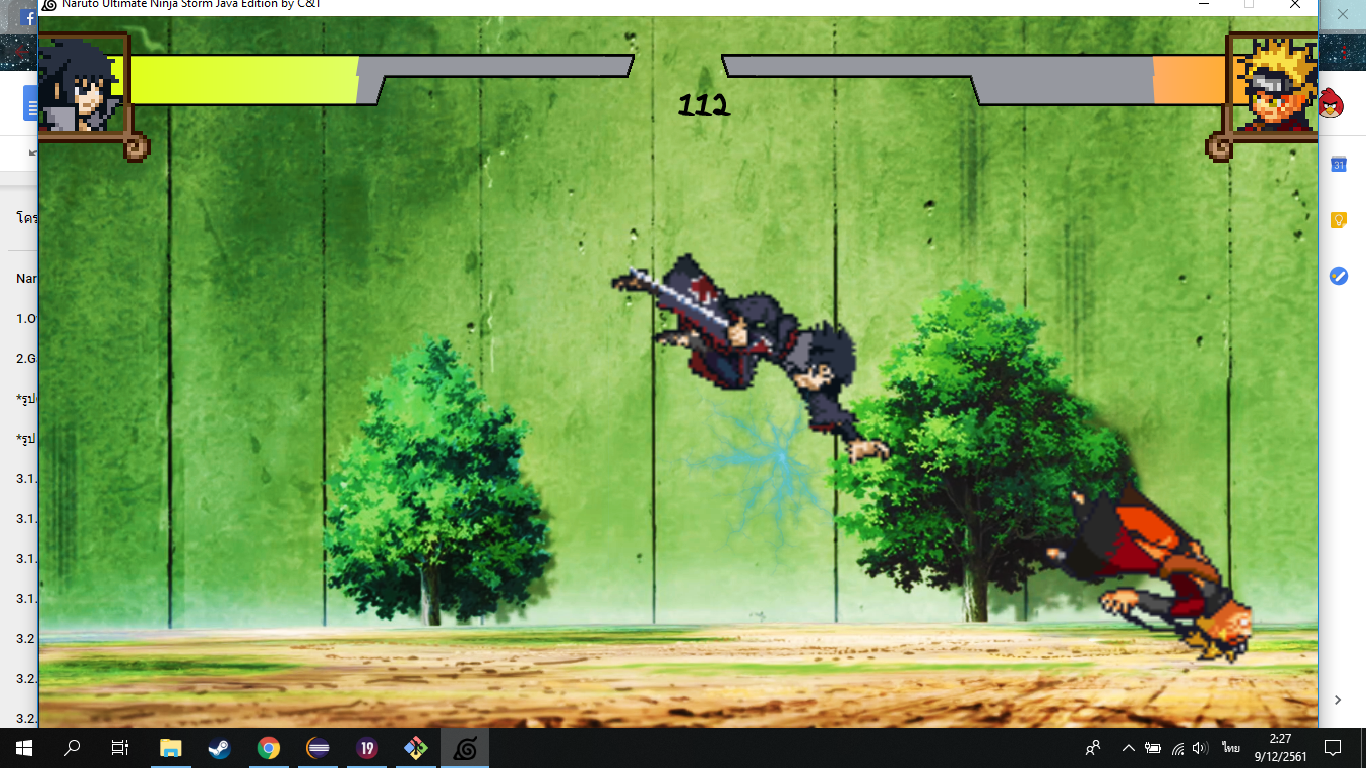 Naruto Ultimate Ninja Storm Java Edition by C&T
112
โคร
Nar
1.O
2.G
*รูป
*รูป
3.1.
3.1.
3.1.
3.1.
3.2
3.2.
3.2.
31
19
ไทย
2:27
9/12/2561